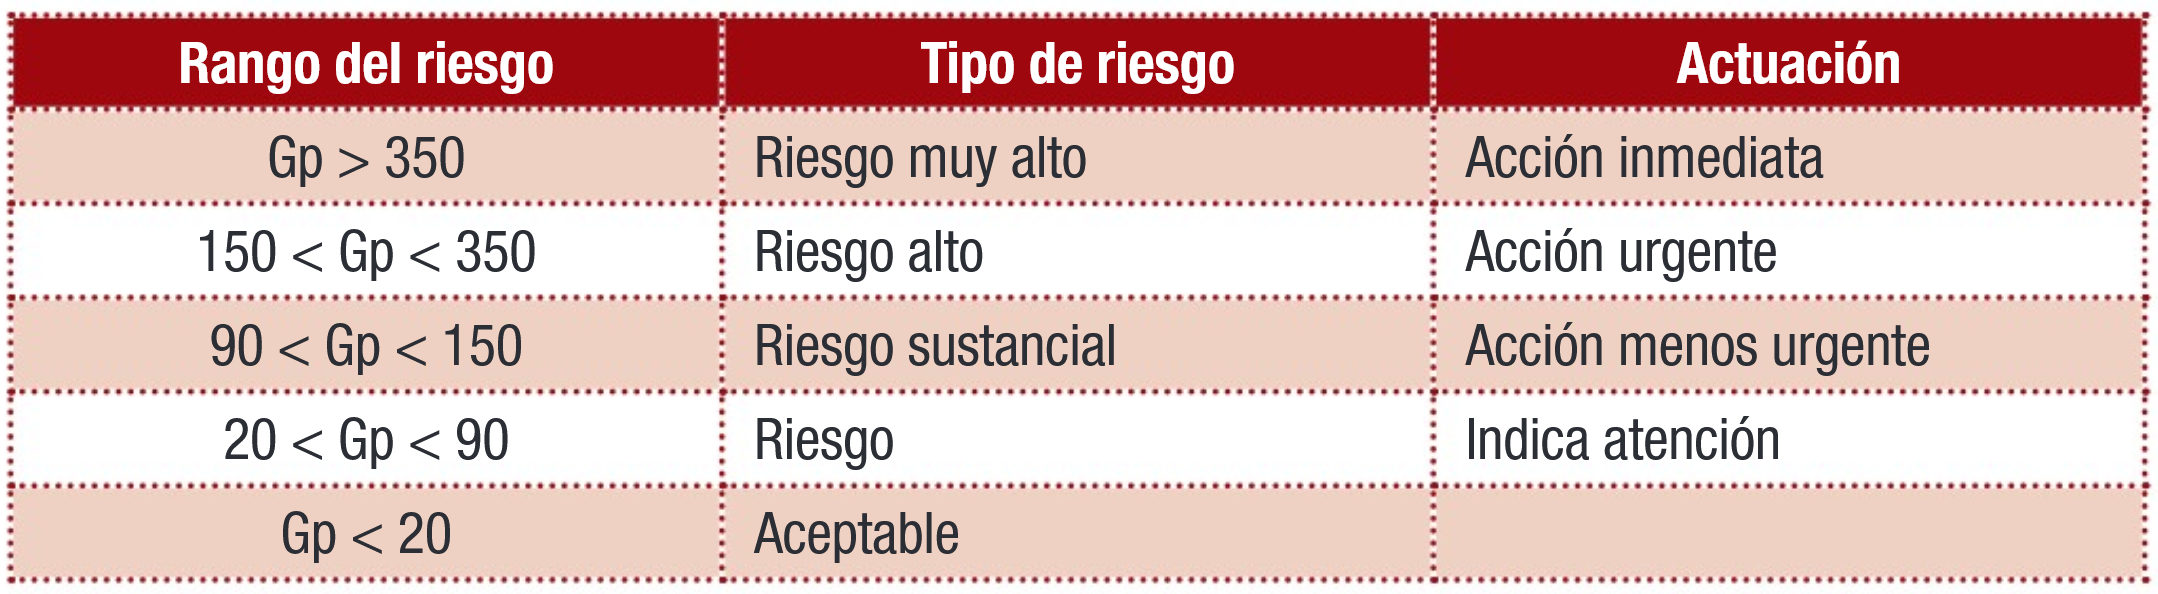 Rango del riesgo Tipo de riesgo Actuación
Gp > 350 Riesgo muy alto Acción inmediata
150 < Gp < 350 Riesgo alto Acción urgente
90 < Gp < 150 Riesgo sustancial Acción menos urgente
20 < Gp < 90 Riesgo Indica atención
Gp < 20 Aceptable